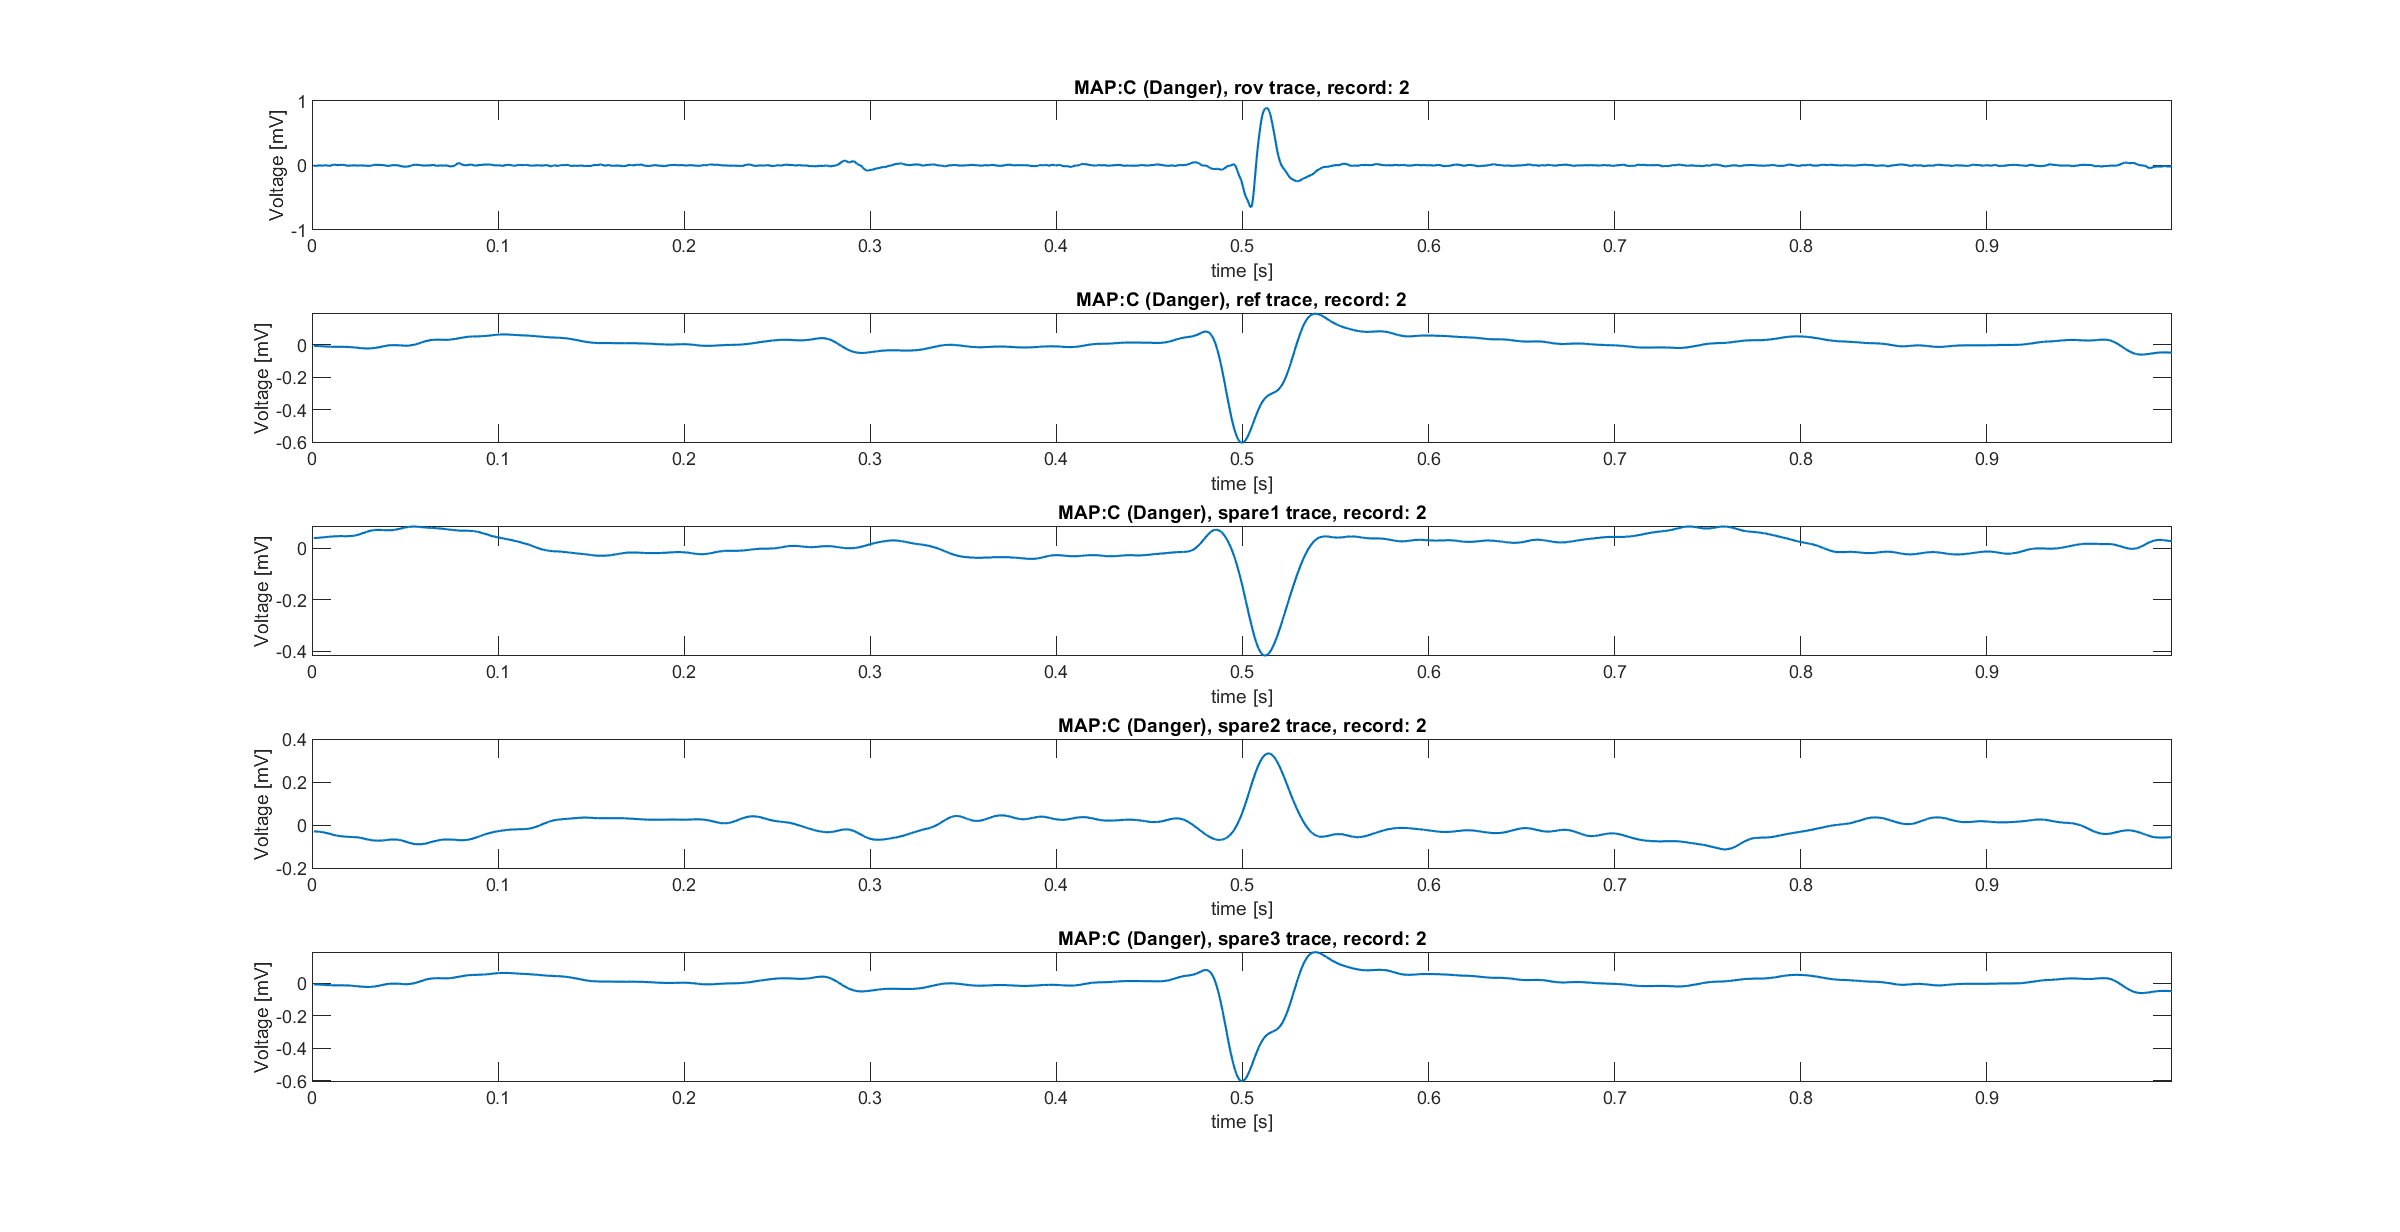 MAP:C (Danger), rov trace, record: 2
Voltage [mV]
1
0
-1
0 0.1 0.2 0.3 0.4 0.5 0.6 0.7 0.8 0.9
time [s]
MAP:C (Danger), ref trace, record: 2
Voltage [mV]
0
-0.2
-0.4
-0.6
0 0.1 0.2 0.3 0.4 0.5 0.6 0.7 0.8 0.9
time [s]
MAP:C (Danger), spare1 trace, record: 2
Voltage [mV]
0
-0.2
-0.4
0 0.1 0.2 0.3 0.4 0.5 0.6 0.7 0.8 0.9
time [s]
MAP:C (Danger), spare2 trace, record: 2
Voltage [mV]
0.4
0.2
0
-0.2
0 0.1 0.2 0.3 0.4 0.5 0.6 0.7 0.8 0.9
time [s]
MAP:C (Danger), spare3 trace, record: 2
Voltage [mV]
0
-0.2
-0.4
-0.6
0 0.1 0.2 0.3 0.4 0.5 0.6 0.7 0.8 0.9
time [s]